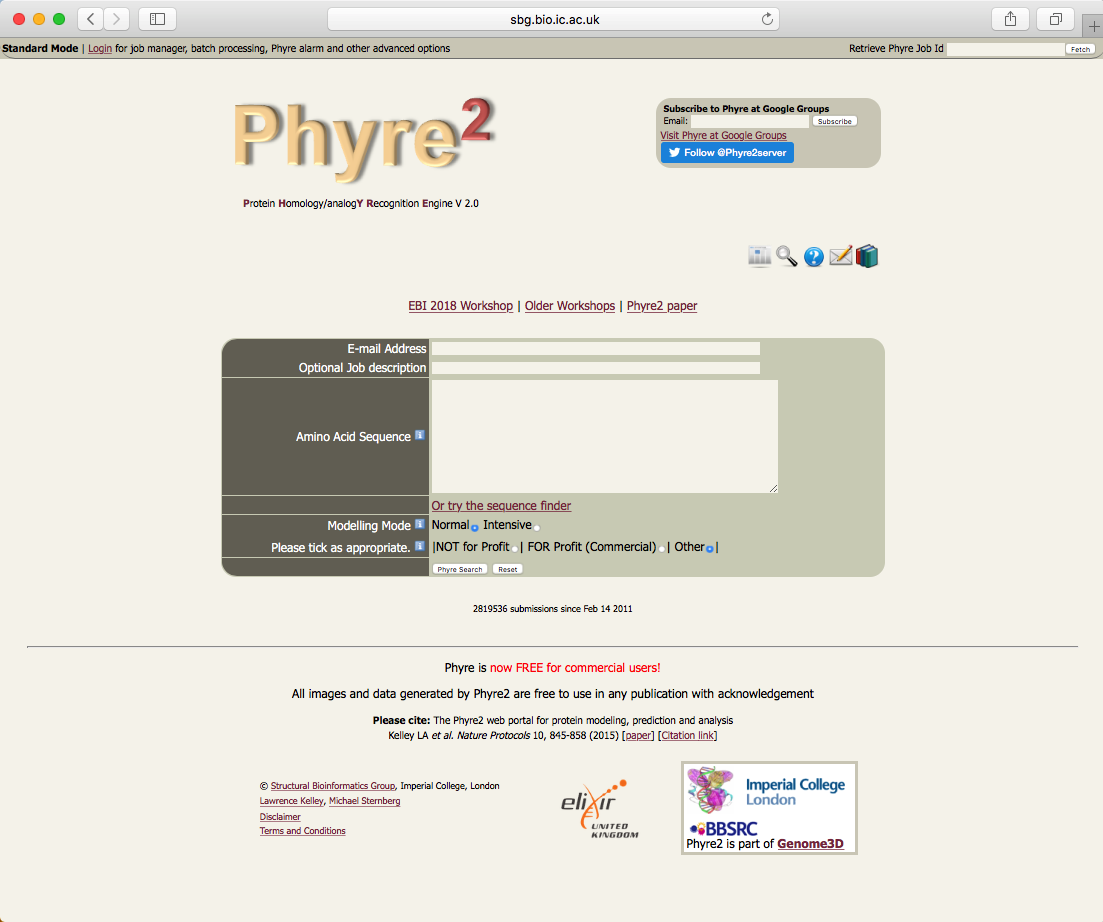 sbg.bio.ic.ac.uk
Standard Mode | Login for job manager, batch processing, Phyre alarm and other advanced options
Retrieve Phyre Job Id Fetch
Phyre2
Protein Homology/analogY Recognition Engine V 2.0
Subscribe to Phyre at Google Groups
Email: Subscribe
Visit Phyre at Google Groups
Follow @Phyre2server
EBI 2018 Workshop | Older Workshops | Phyre2 paper
E-mail Address
Optional Job description
Amino Acid Sequence
Or try the sequence finder
Modelling Mode Normal Intensive
Please tick as appropriate. |NOT for Profit | FOR Profit (Commercial) | Other |
Phyre Search Reset
2819536 submissions since Feb 14 2011
Phyre is now FREE for commercial users!
All images and data generated by Phyre2 are free to use in any publication with acknowledgement
Please cite: The Phyre2 web portal for protein modeling, prediction and analysis
Kelley LA et al. Nature Protocols 10, 845-858 (2015) [paper] [Citation link]
© Structural Bioinformatics Group, Imperial College, London
Lawrence Kelley, Michael Sternberg
Disclaimer
Terms and Conditions
elixir
UNITED
KINGDOM
Imperial College
London
BBSRC
Phyre2 is part of Genome3D